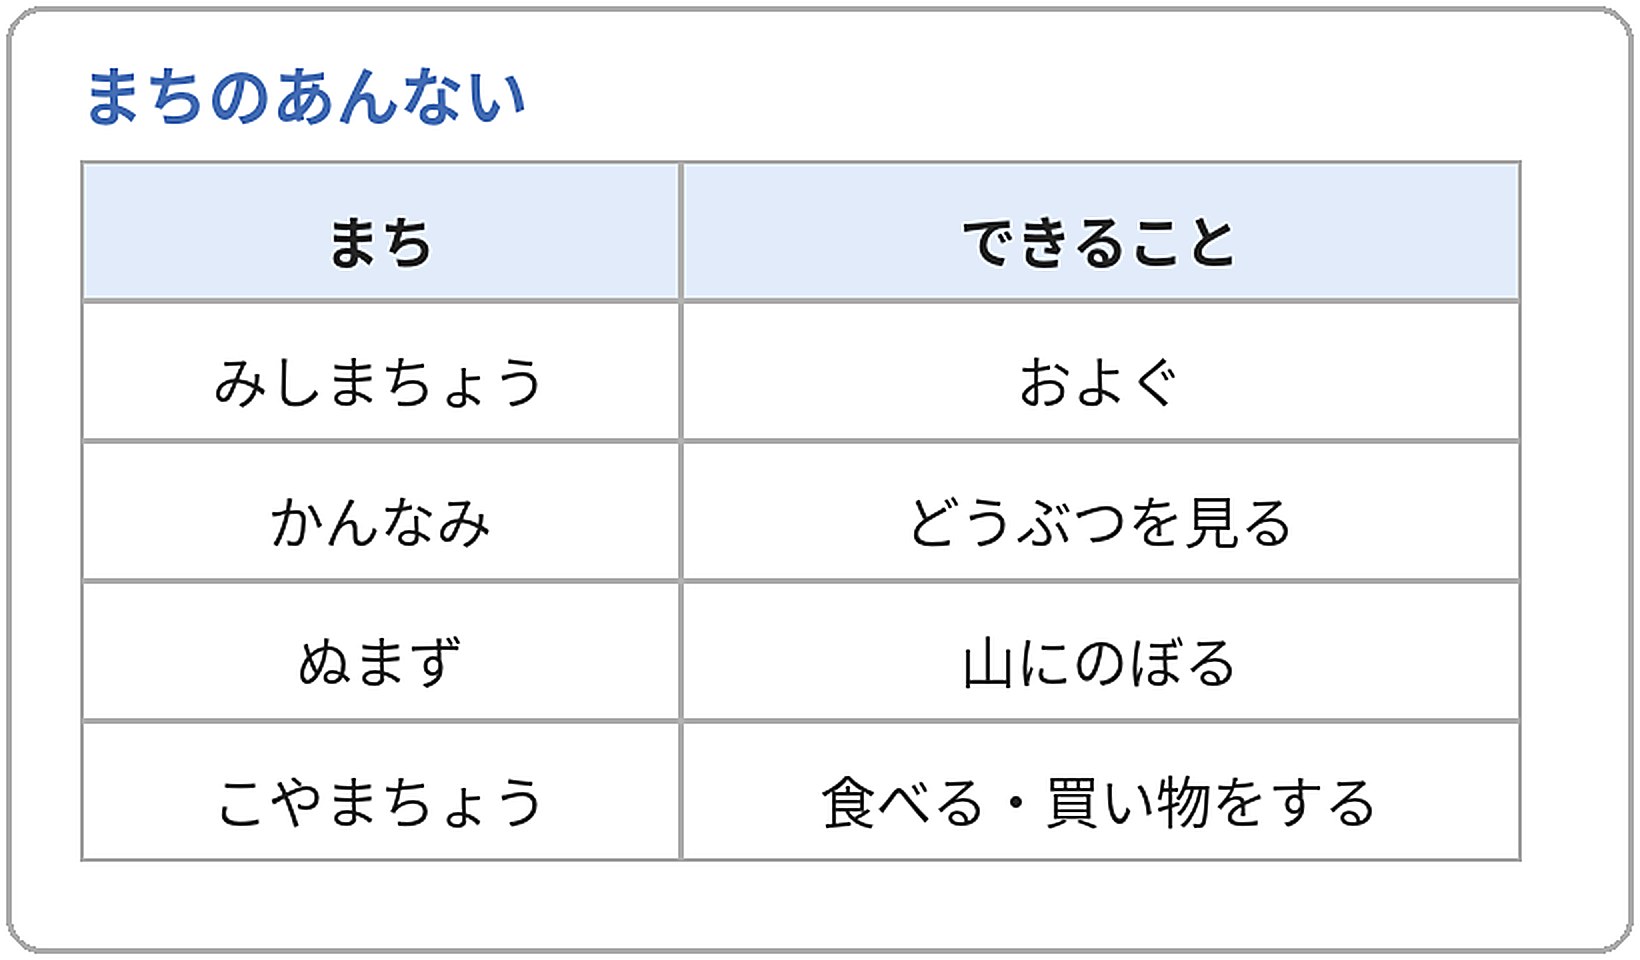 まちのあんない
まち できること
みしまちょう およぐ
かんなみ どうぶつを見る
ぬまず 山にのぼる
こやまちょう 食べる・買い物をする